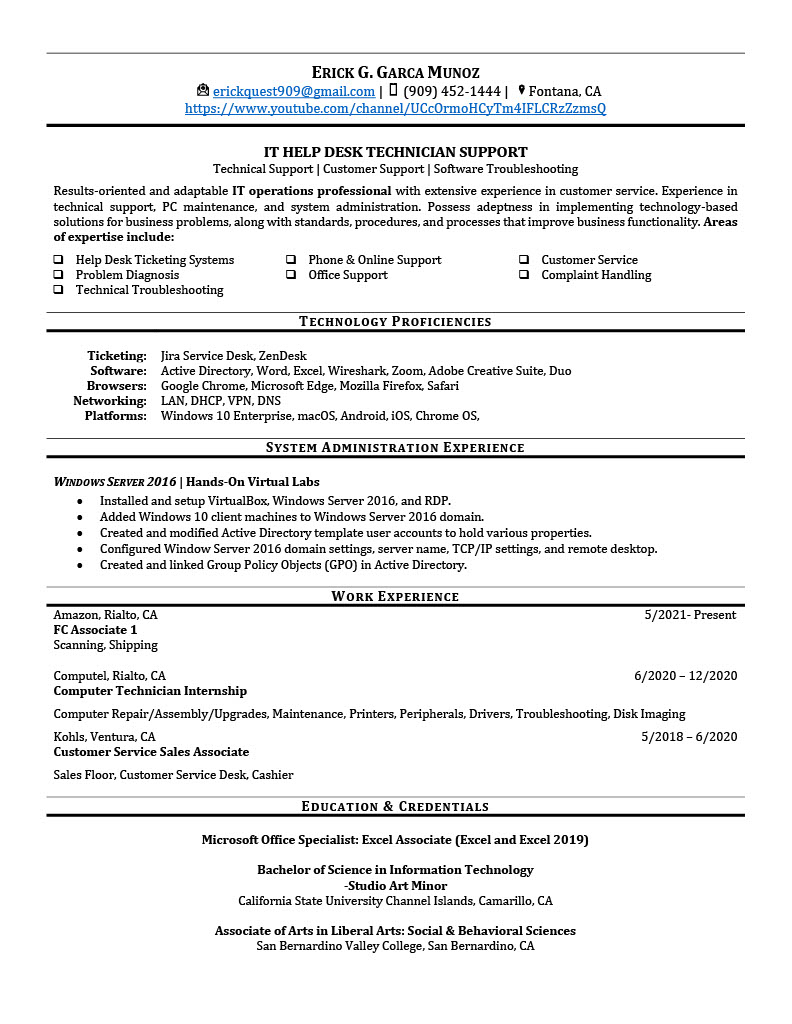 ERICK G. GARCA MUNOZ
erickquest909@gmail.com | (909) 452-1444 | Fontana, CA
https://www.youtube.com/channel/UCcOrmoHCyTm4IFLCRzZzmsQ
IT HELP DESK TECHNICIAN SUPPORT
Technical Support | Customer Support | Software Troubleshooting
Results-oriented and adaptable IT operations professional with extensive experience in customer service. Experience in
technical support, PC maintenance, and system administration. Possess adeptness in implementing technology-based
solutions for business problems, along with standards, procedures, and processes that improve business functionality. Areas
of expertise include:
❑ Help Desk Ticketing Systems ❑ Phone & Online Support ❑ Customer Service
❑ Problem Diagnosis ❑ Office Support ❑ Complaint Handling
❑ Technical Troubleshooting
TECHNOLOGY PROFICIENCIES
Ticketing: Jira Service Desk, ZenDesk
Software: Active Directory, Word, Excel, Wireshark, Zoom, Adobe Creative Suite, Duo
Browsers: Google Chrome, Microsoft Edge, Mozilla Firefox, Safari
Networking: LAN, DHCP, VPN, DNS
Platforms: Windows 10 Enterprise, macOS, Android, iOS, Chrome OS,
SYSTEM ADMINISTRATION EXPERIENCE
WINDOWS SERVER 2016 | Hands-On Virtual Labs
• Installed and setup VirtualBox, Windows Server 2016, and RDP.
• Added Windows 10 client machines to Windows Server 2016 domain.
• Created and modified Active Directory template user accounts to hold various properties.
• Configured Window Server 2016 domain settings, server name, TCP/IP settings, and remote desktop.
• Created and linked Group Policy Objects (GPO) in Active Directory.
WORK EXPERIENCE
Amazon, Rialto, CA 5/2021- Present
FC Associate 1
Scanning, Shipping
Computel, Rialto, CA 6/2020 – 12/2020
Computer Technician Internship
Computer Repair/Assembly/Upgrades, Maintenance, Printers, Peripherals, Drivers, Troubleshooting, Disk Imaging
Kohls, Ventura, CA 5/2018 – 6/2020
Customer Service Sales Associate
Sales Floor, Customer Service Desk, Cashier
EDUCATION & CREDENTIALS
Microsoft Office Specialist: Excel Associate (Excel and Excel 2019)
Bachelor of Science in Information Technology
-Studio Art Minor
California State University Channel Islands, Camarillo, CA
Associate of Arts in Liberal Arts: Social & Behavioral Sciences
San Bernardino Valley College, San Bernardino, CA